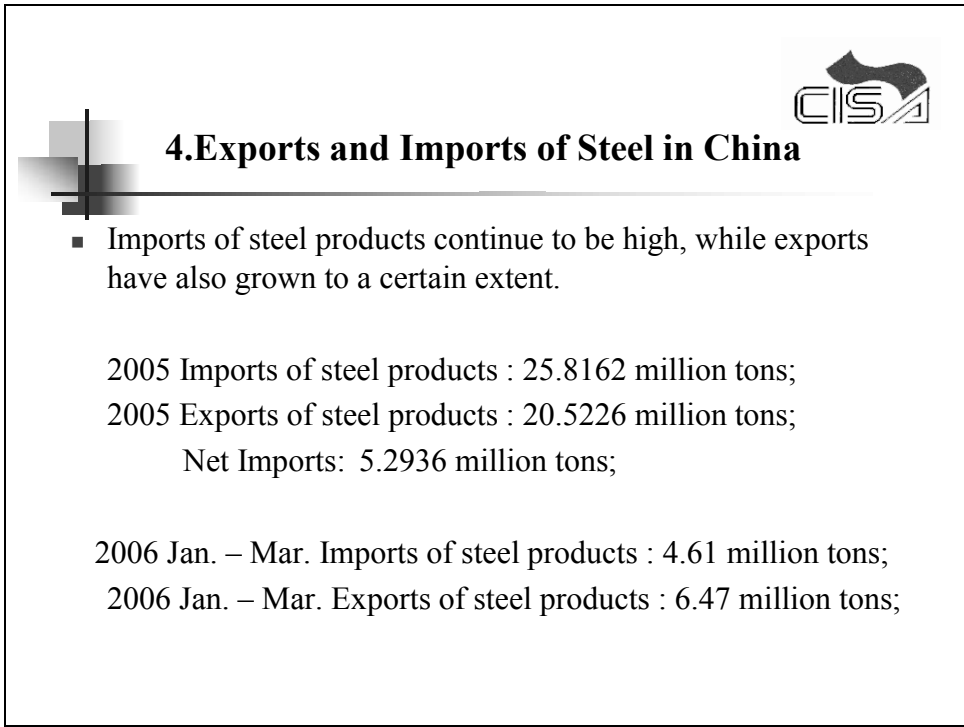 CISA
4.Exports and Imports of Steel in China
Imports of steel products continue to be high, while exports
have also grown to a certain extent.
2005 Imports of steel products : 25.8162 million tons;
2005 Exports of steel products : 20.5226 million tons;
Net Imports: 5.2936 million tons;
2006 Jan. – Mar. Imports of steel products : 4.61 million tons;
2006 Jan. – Mar. Exports of steel products : 6.47 million tons;